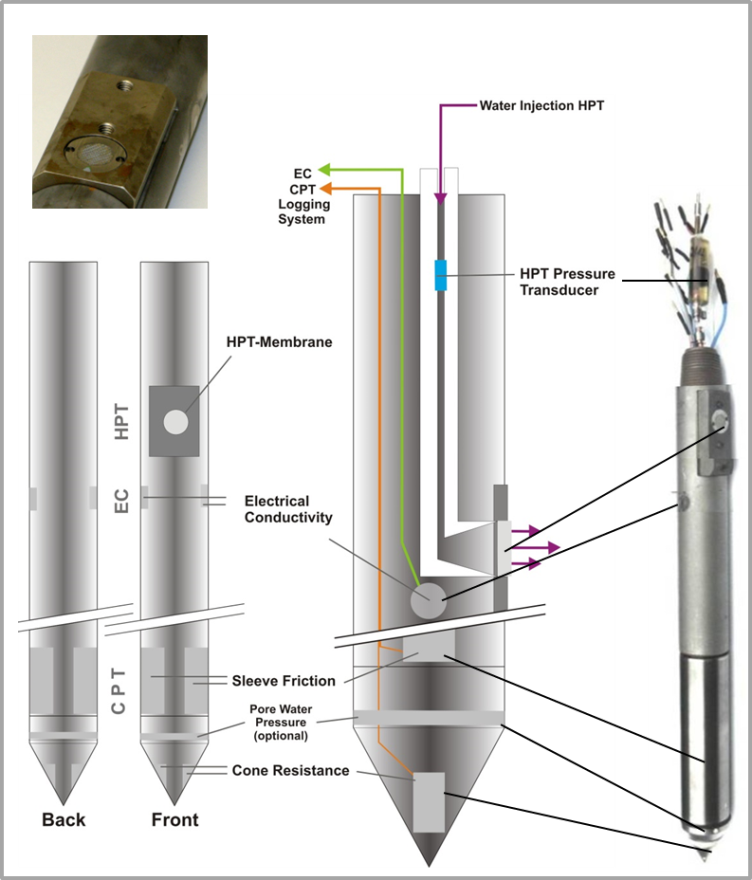 Water Injection HPT
EC
CPT
Logging
System
HPT Pressure
Transducer
HPT-Membrane
HPT
EC
Electrical
Conductivity
CPT
Sleeve Friction
Pore Water
Pressure
(optional)
Cone Resistance
Back
Front